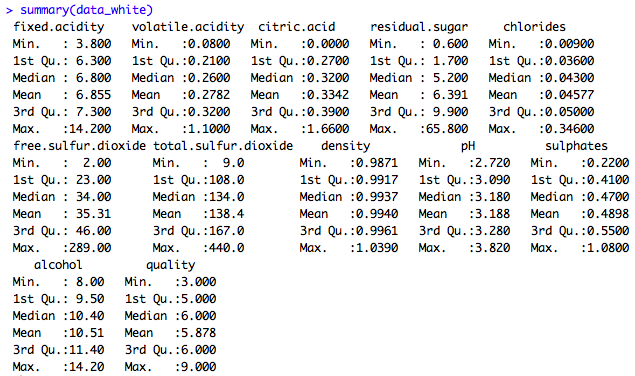 > summary(data_white)
 fixed.acidity    volatile.acidity  citric.acid     residual.sugar     chlorides
 Min.   : 3.800   Min.   :0.0800   Min.   :0.0000   Min.   : 0.600   Min.   :0.00900
 1st Qu.: 6.300   1st Qu.:0.2100   1st Qu.:0.2700   1st Qu.: 1.700   1st Qu.:0.03600
 Median : 6.800   Median :0.2600   Median :0.3200   Median : 5.200   Median :0.04300
 Mean   : 6.855   Mean   :0.2782   Mean   :0.3342   Mean   : 6.391   Mean   :0.04577
 3rd Qu.: 7.300   3rd Qu.:0.3200   3rd Qu.:0.3900   3rd Qu.: 9.900   3rd Qu.:0.05000
 Max.   :14.200   Max.   :1.1000   Max.   :1.6600   Max.   :65.800   Max.   :0.34600
 free.sulfur.dioxide total.sulfur.dioxide    density             pH          sulphates
 Min.   :  2.00      Min.   :  9.0        Min.   :0.9871   Min.   :2.720   Min.   :0.2200
 1st Qu.: 23.00      1st Qu.:108.0        1st Qu.:0.9917   1st Qu.:3.090   1st Qu.:0.4100
 Median : 34.00      Median :134.0        Median :0.9937   Median :3.180   Median :0.4700
 Mean   : 35.31      Mean   :138.4        Mean   :0.9940   Mean   :3.188   Mean   :0.4898
 3rd Qu.: 46.00      3rd Qu.:167.0        3rd Qu.:0.9961   3rd Qu.:3.280   3rd Qu.:0.5500
 Max.   :289.00      Max.   :440.0        Max.   :1.0390   Max.   :3.820   Max.   :1.0800
    alcohol         quality
 Min.   : 8.00   Min.   :3.000
 1st Qu.: 9.50   1st Qu.:5.000
 Median :10.40   Median :6.000
 Mean   :10.51   Mean   :5.878
 3rd Qu.:11.40   3rd Qu.:6.000
 Max.   :14.20   Max.   :9.000